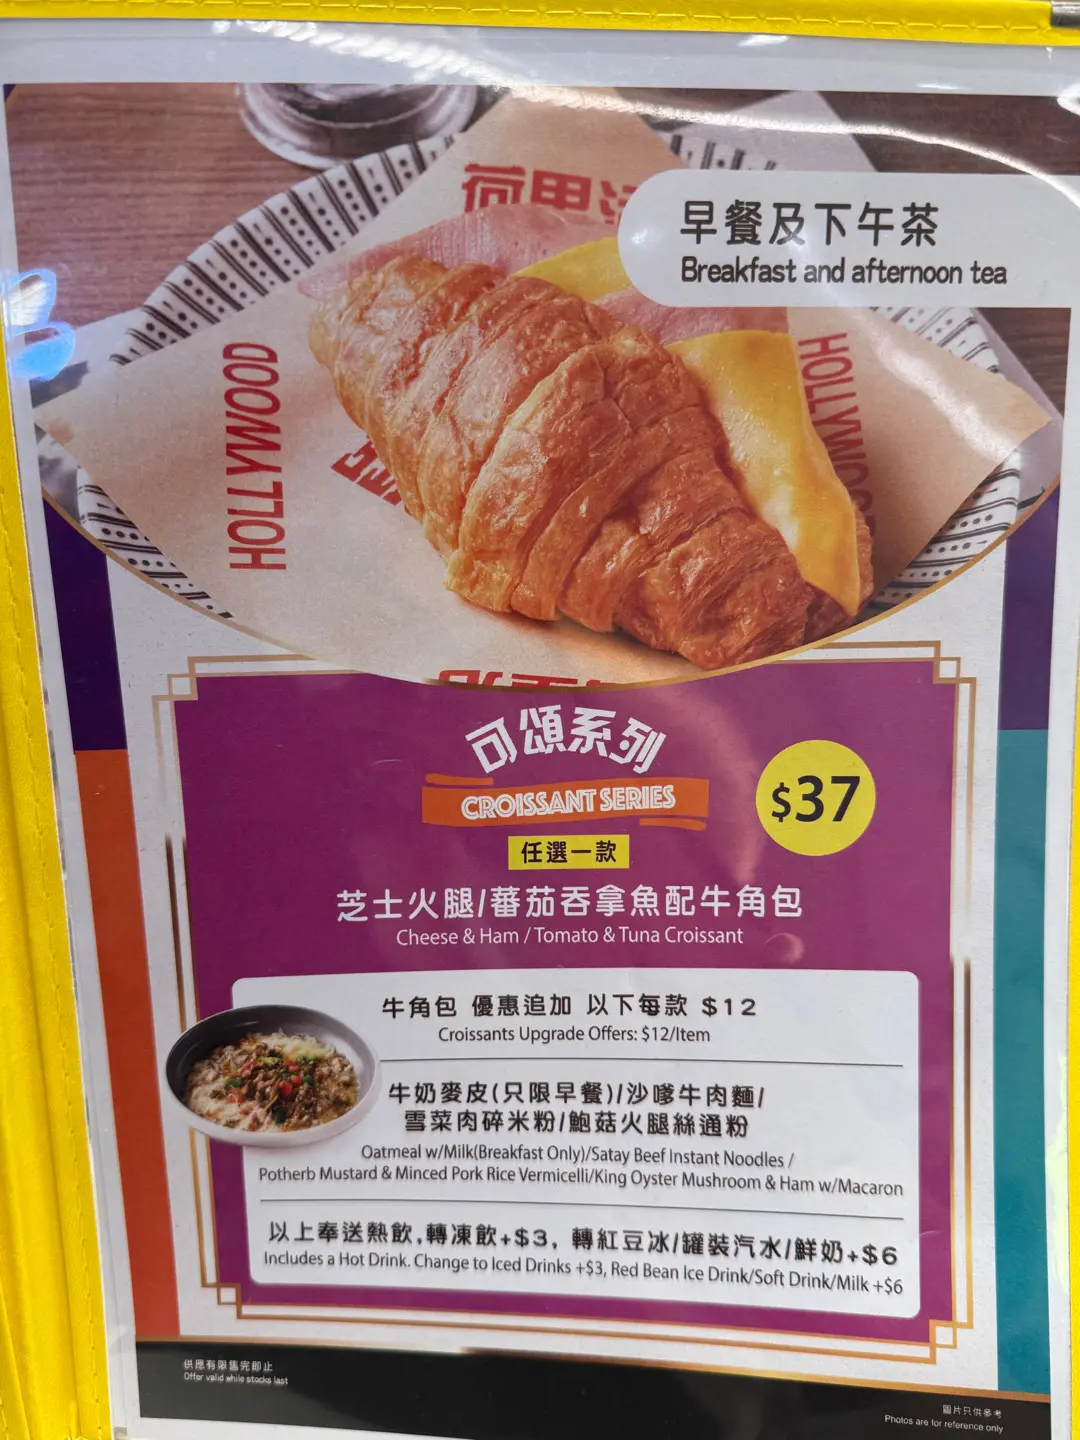 荷里活
早餐及下午茶
Breakfast and afternoon tea
HOLLYWOOD
HOLLYWOOD
可頌系列
CROISSANT SERIES
$37
任選一款
芝士火腿/蕃茄吞拿魚配牛角包
Cheese & Ham / Tomato & Tuna Croissant
牛角包 優惠追加 以下每款 $12
Croissants Upgrade Offers: $12/Item
牛奶麥皮(只限早餐)/沙嗲牛肉麵/
雪菜肉碎米粉/鮑菇火腿絲通粉
Oatmeal w/Milk(Breakfast Only)/Satay Beef Instant Noodles /
Potherb Mustard & Minced Pork Rice Vermicelli/King Oyster Mushroom & Ham w/Macaron
以上奉送熱飲,轉凍飲+$3, 轉紅豆冰/罐裝汽水/鮮奶+$6
Includes a Hot Drink. Change to Iced Drinks +$3, Red Bean Ice Drink/Soft Drink/Milk +$6
供應有限售完即止
Offer valid while stocks last
圖片只供參考
Photos are for reference only